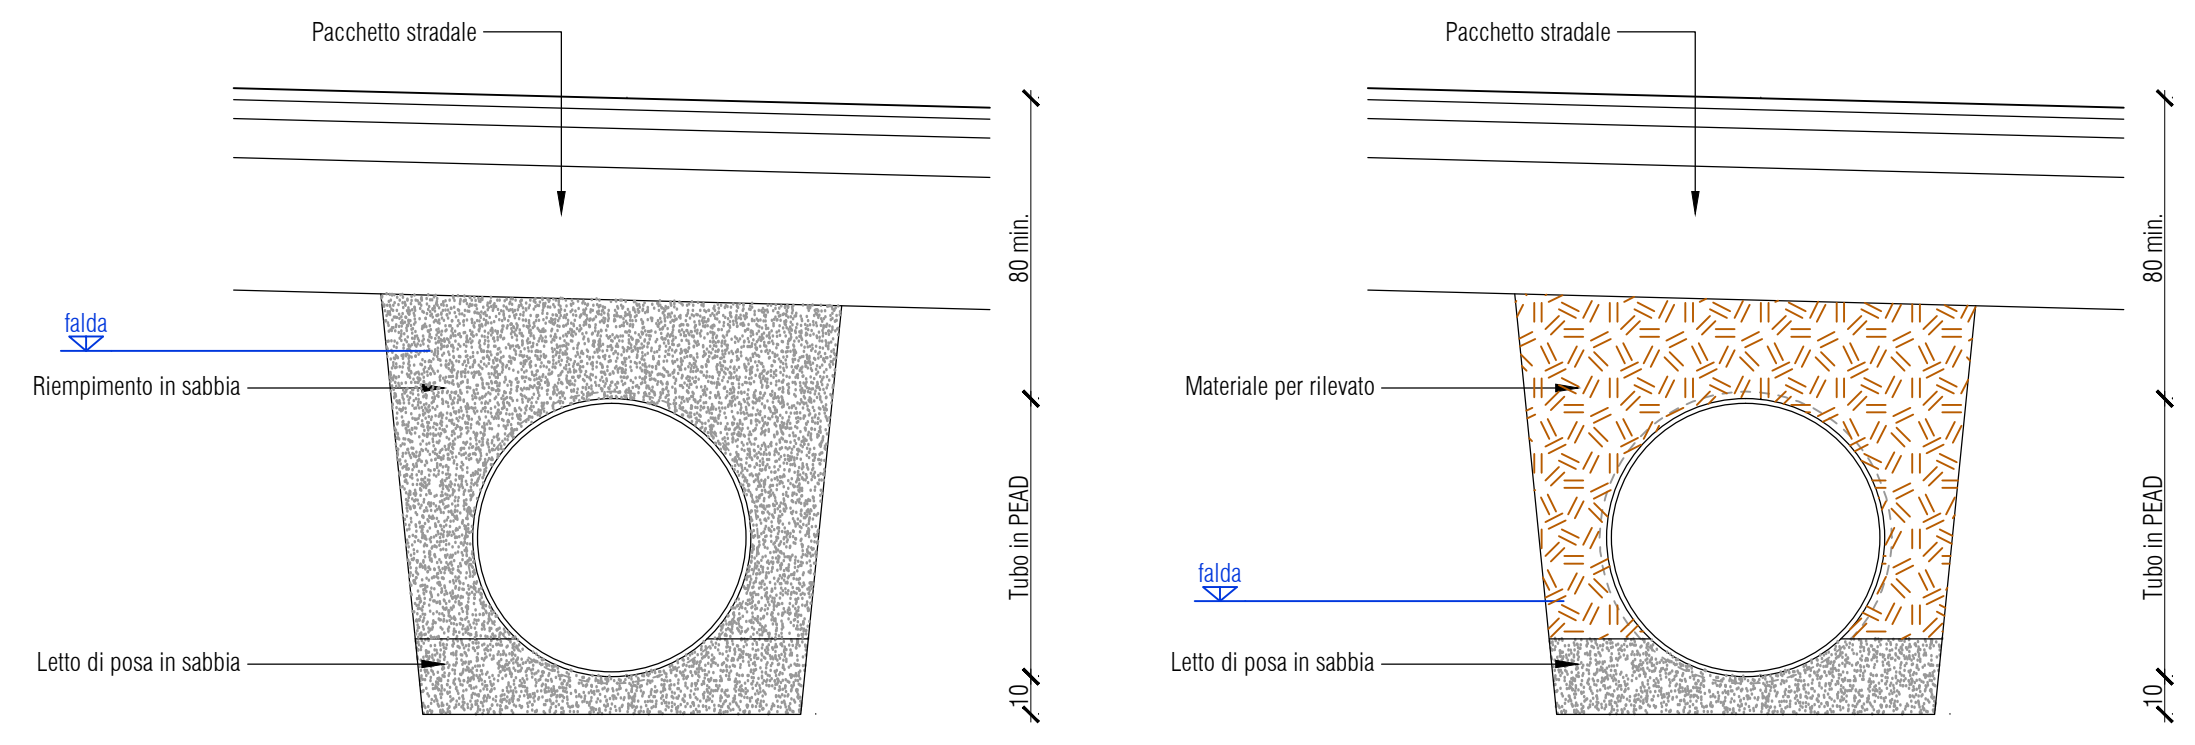 Pacchetto stradale
80 min.
falda
Riempimento in sabbia
Tubo in PEAD
Letto di posa in sabbia
10
Pacchetto stradale
80 min.
Materiale per rilevato
Tubo in PEAD
falda
Letto di posa in sabbia
10